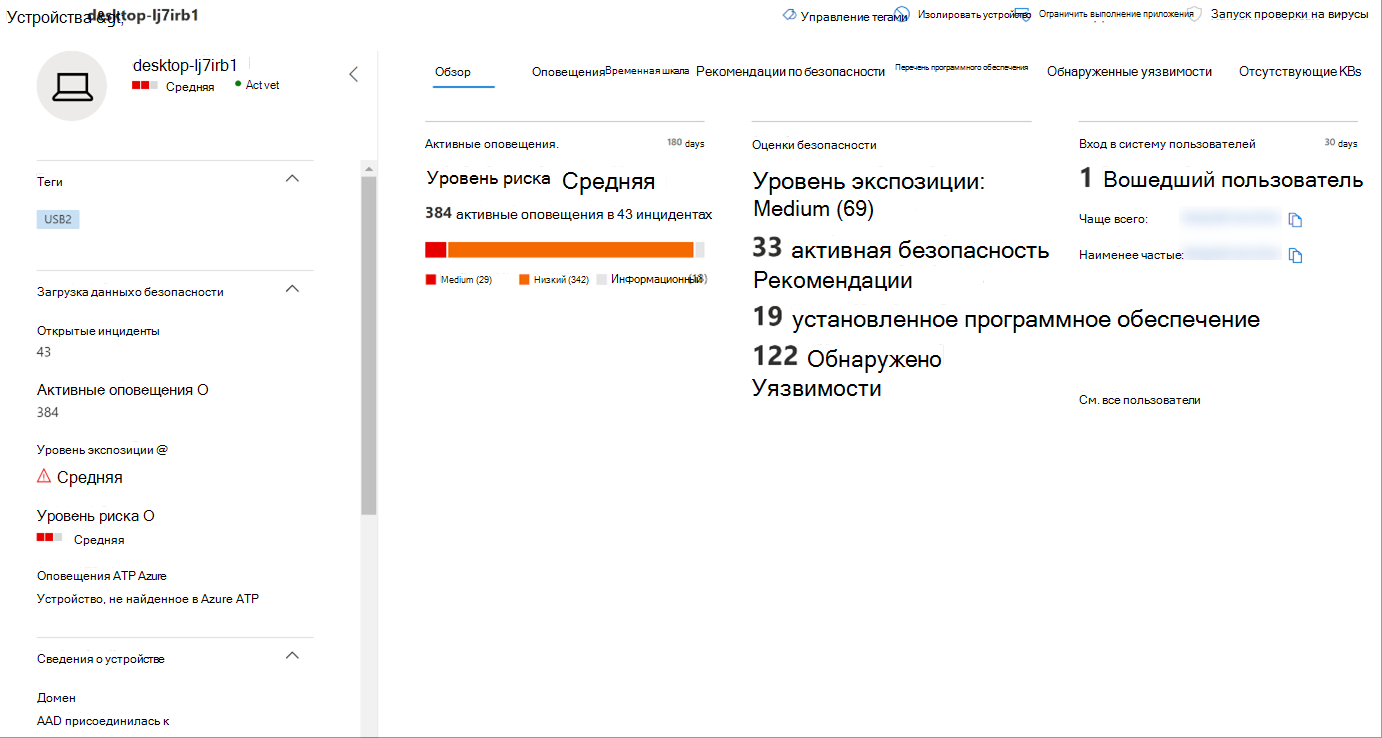 Устройства &gt;
desktop-lj7irb1
Управление тегами
Изолировать устройство
Ограничить выполнение приложения
Запуск проверки на вирусы
desktop-lj7irb1
Средняя
Act vet
Обзор
Оповещения
Временная шкала
Рекомендации по безопасности
Перечень программного обеспечения
Обнаруженные уязвимости
Отсутствующие KBs
Теги
USB2
Загрузка данныхо безопасности
Открытые инциденты
43
Активные оповещения O
384
Уровень экспозиции @
Средняя
Уровень риска O
Средняя
Оповещения ATP Azure
Устройство, не найденное в Azure ATP
Сведения о устройстве
Домен
AAD присоединилась к
Активные оповещения.
180 days
Уровень риска Средняя
384 активные оповещения в 43 инцидентах
Medium (29)
Низкий (342)
Информационный (13)
Оценки безопасности
Уровень экспозиции:
Medium (69)
33 активная безопасность
Рекомендации
19 установленное программное обеспечение
122 Обнаружено
Уязвимости
Вход в систему пользователей
30 days
1 Вошедший пользователь
Чаще всего:
Наименее частые:
См. все пользователи